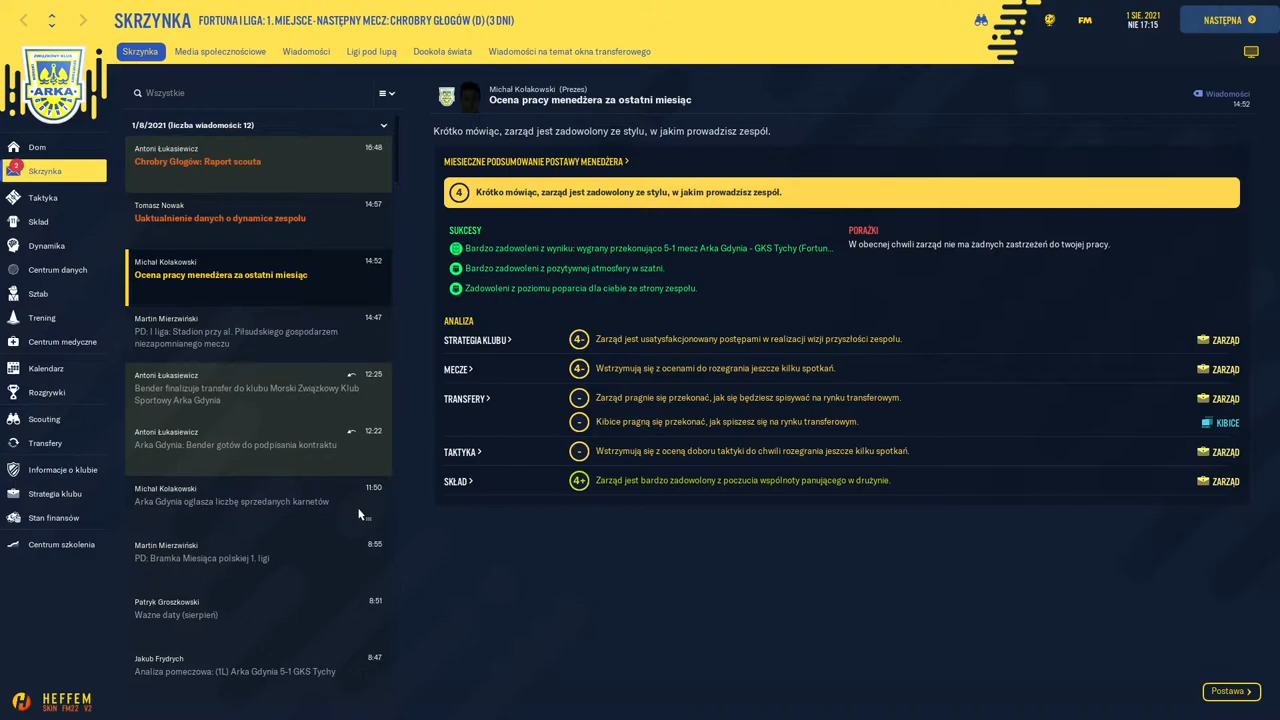 SKRZYNKA
FORTUNA I LIGA: 1. MIEJSCE - NASTĘPNY MECZ: CHROBRY GŁOGÓW (D) (3 DNI)
FM
1 SIE. 2021
NIE 17:15
NASTĘPNA
Skrzynka
Media społecznościowe
Wiadomości
Ligi pod lupą
Dookoła świata
Wiadomości na temat okna transferowego
ARKA
Dom
2
Skrzynka
Taktyka
Skład
Dynamika
Centrum danych
Sztab
Trening
Centrum medyczne
Kalendarz
Rozgrywki
Scouting
Transfery
Informacje o klubie
Strategia klubu
Stan finansów
Centrum szkolenia
HEFFEM
SKIN FM22 V2
Wszystkie
1/8/2021 (liczba wiadomości: 12)
Antoni Łukasiewicz 16:48
Chrobry Głogów: Raport scouta
Tomasz Nowak 14:57
Uaktualnienie danych o dynamice zespołu
Michał Kołakowski 14:52
Ocena pracy menedżera za ostatni miesiąc
Martin Mierzwiński 14:47
PD: I liga: Stadion przy al. Piłsudskiego gospodarzem
niezapomnianego meczu
Antoni Łukasiewicz 12:25
Bender finalizuje transfer do klubu Morski Związkowy Klub
Sportowy Arka Gdynia
Antoni Łukasiewicz 12:22
Arka Gdynia: Bender gotów do podpisania kontraktu
Michał Kołakowski 11:50
Arka Gdynia ogłasza liczbę sprzedanych karnetów
Martin Mierzwiński 8:55
PD: Bramka Miesiąca polskiej 1. ligi
Patryk Groszkowski 8:51
Ważne daty (sierpień)
Jakub Frydrych 8:47
Analiza pomeczowa: (1L) Arka Gdynia 5-1 GKS Tychy
Michał Kołakowski (Prezes)
Ocena pracy menedżera za ostatni miesiąc
Wiadomości
14:52
Krótko mówiąc, zarząd jest zadowolony ze stylu, w jakim prowadzisz zespół.
MIESIĘCZNE PODSUMOWANIE POSTAWY MENEDŻERA
4 Krótko mówiąc, zarząd jest zadowolony ze stylu, w jakim prowadzisz zespół.
SUKCESY
Bardzo zadowoleni z wyniku: wygrany przekonująco 5-1 mecz Arka Gdynia - GKS Tychy (Fortun...
Bardzo zadowoleni z pozytywnej atmosfery w szatni.
Zadowoleni z poziomu poparcia dla ciebie ze strony zespołu.
PORAŻKI
W obecnej chwili zarząd nie ma żadnych zastrzeżeń do twojej pracy.
ANALIZA
STRATEGIA KLUBU 4- Zarząd jest usatysfakcjonowany postępami w realizacji wizji przyszłości zespołu. ZARZĄD
MECZE 4- Wstrzymują się z ocenami do rozegrania jeszcze kilku spotkań. ZARZĄD
TRANSFERY - Zarząd pragnie się przekonać, jak się będziesz spisywać na rynku transferowym. ZARZĄD
- Kibice pragną się przekonać, jak spiszesz się na rynku transferowym. KIBICE
TAKTYKA - Wstrzymują się z oceną doboru taktyki do chwili rozegrania jeszcze kilku spotkań. ZARZĄD
SKŁAD 4+ Zarząd jest bardzo zadowolony z poczucia wspólnoty panującego w drużynie. ZARZĄD
Postawa